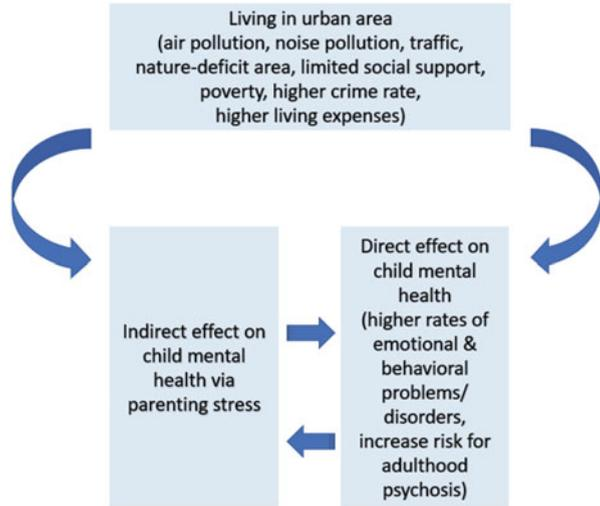 Living in urban area
(air pollution, noise pollution, traffic,
nature-deficit area, limited social support,
poverty, higher crime rate,
higher living expenses)
Indirect effect on
child mental
health via
parenting stress
Direct effect on
child mental
health
(higher rates of
emotional &
behavioral
problems/
disorders,
increase risk for
adulthood
psychosis)